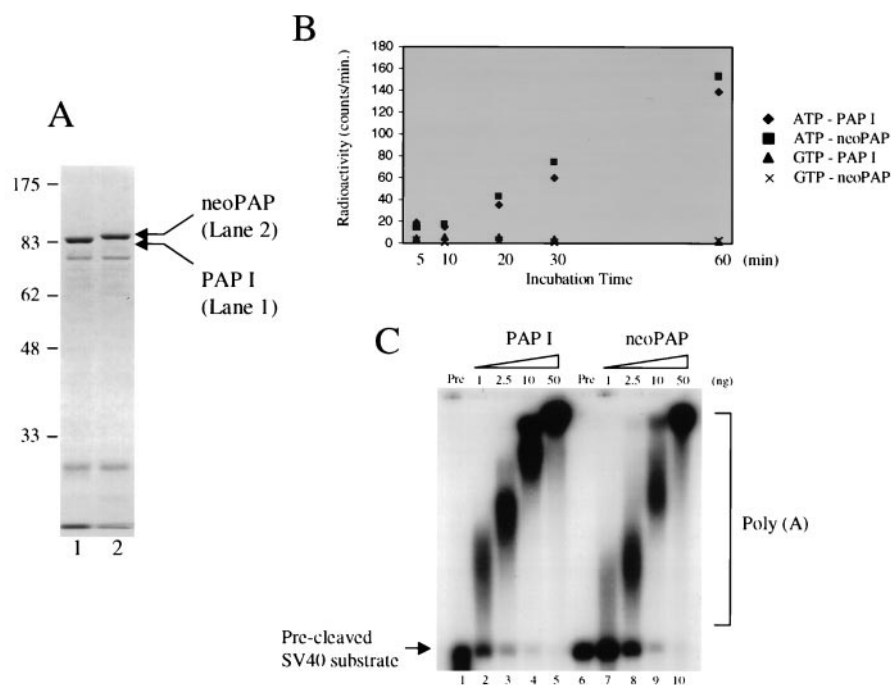 A
175
83
62
48
33
neoPAP
(Lane 2)
PAP I
(Lane 1)
1 2
B
Radioactivity (counts/min.)
180
160
140
120
100
80
60
40
20
0
5 10 20 30 60 (min)
Incubation Time
ATP - PAP I
ATP - neoPAP
GTP - PAP I
GTP - neoPAP
C
PAP I neoPAP
Pre 1 2.5 10 50 Pre 1 2.5 10 50 (ng)
Poly (A)
Pre-cleaved
SV40 substrate
1 2 3 4 5 6 7 8 9 10